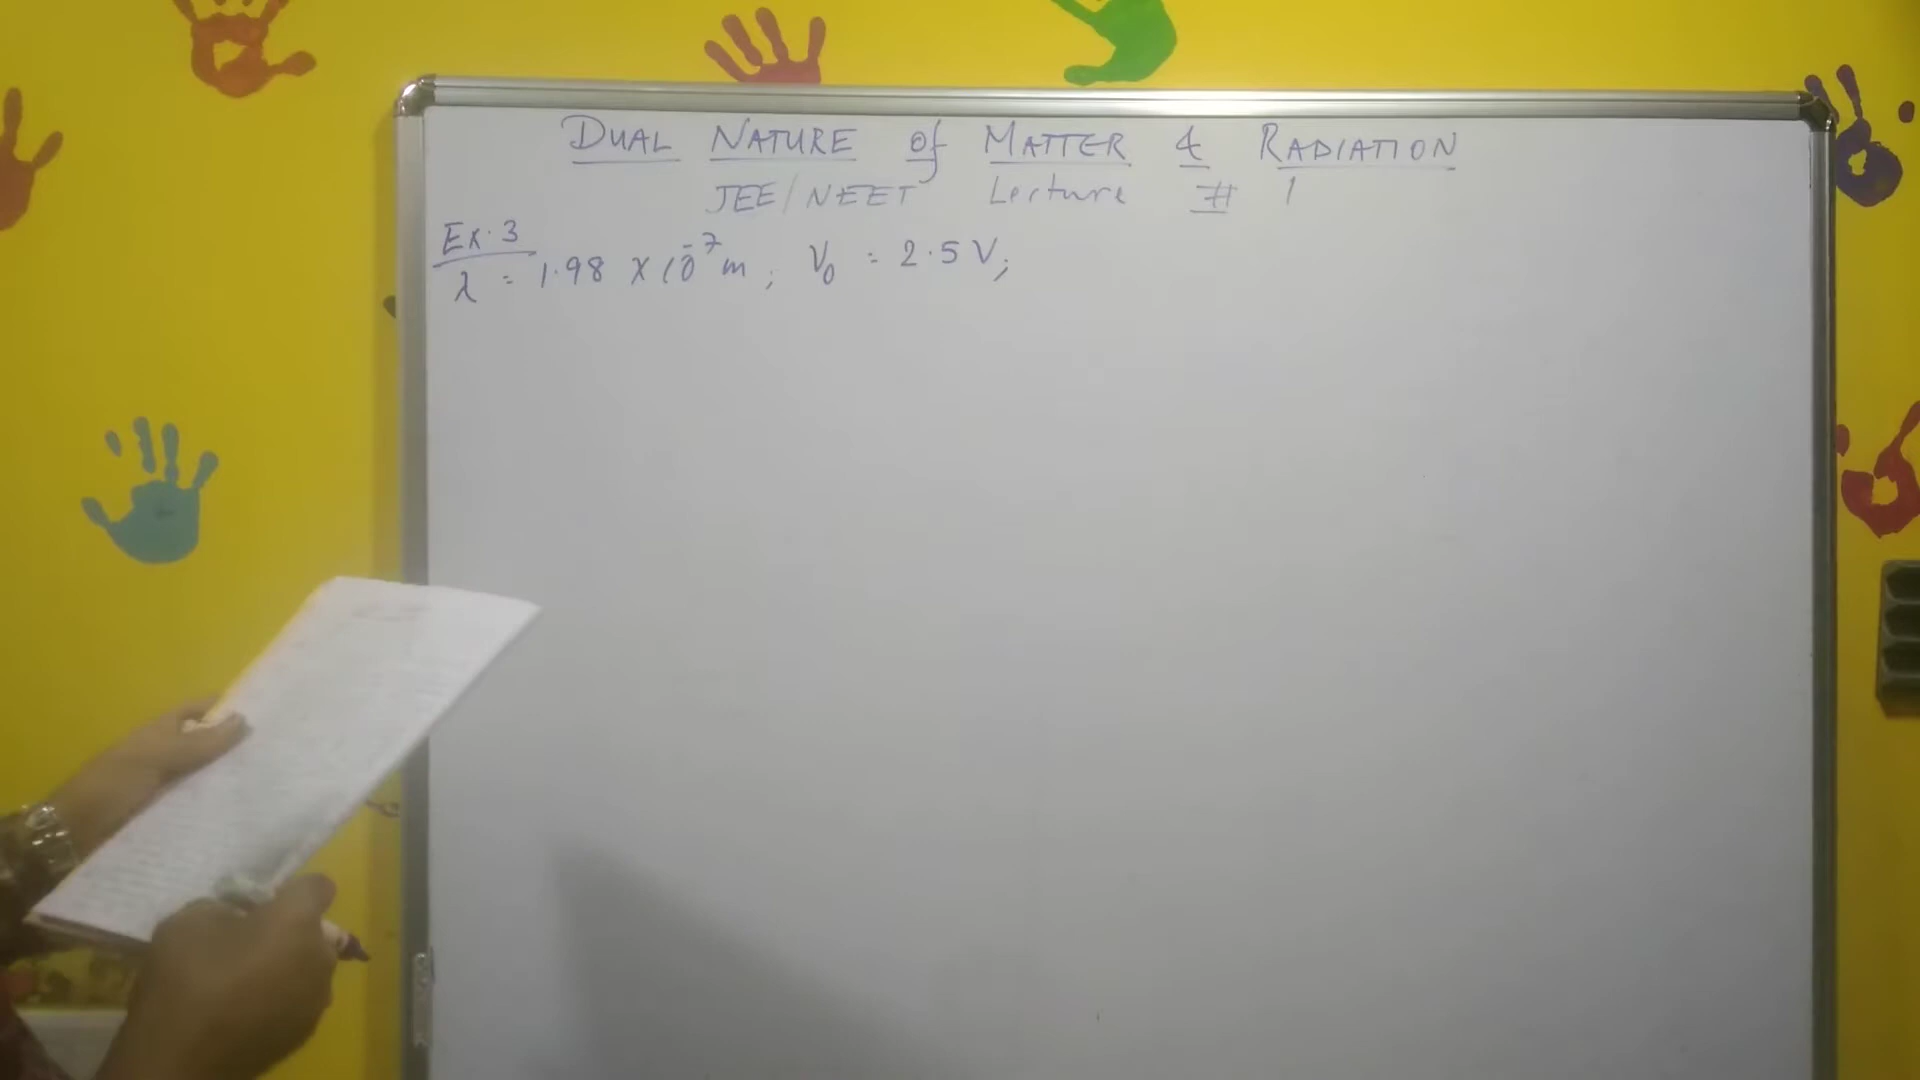 DUAL NATURE of MATTER & RADIATION
JEE/NEET Lecture # 1
Ex. 3
λ = 1.98 × 10⁻⁷ m ; V₀ = 2.5 V;